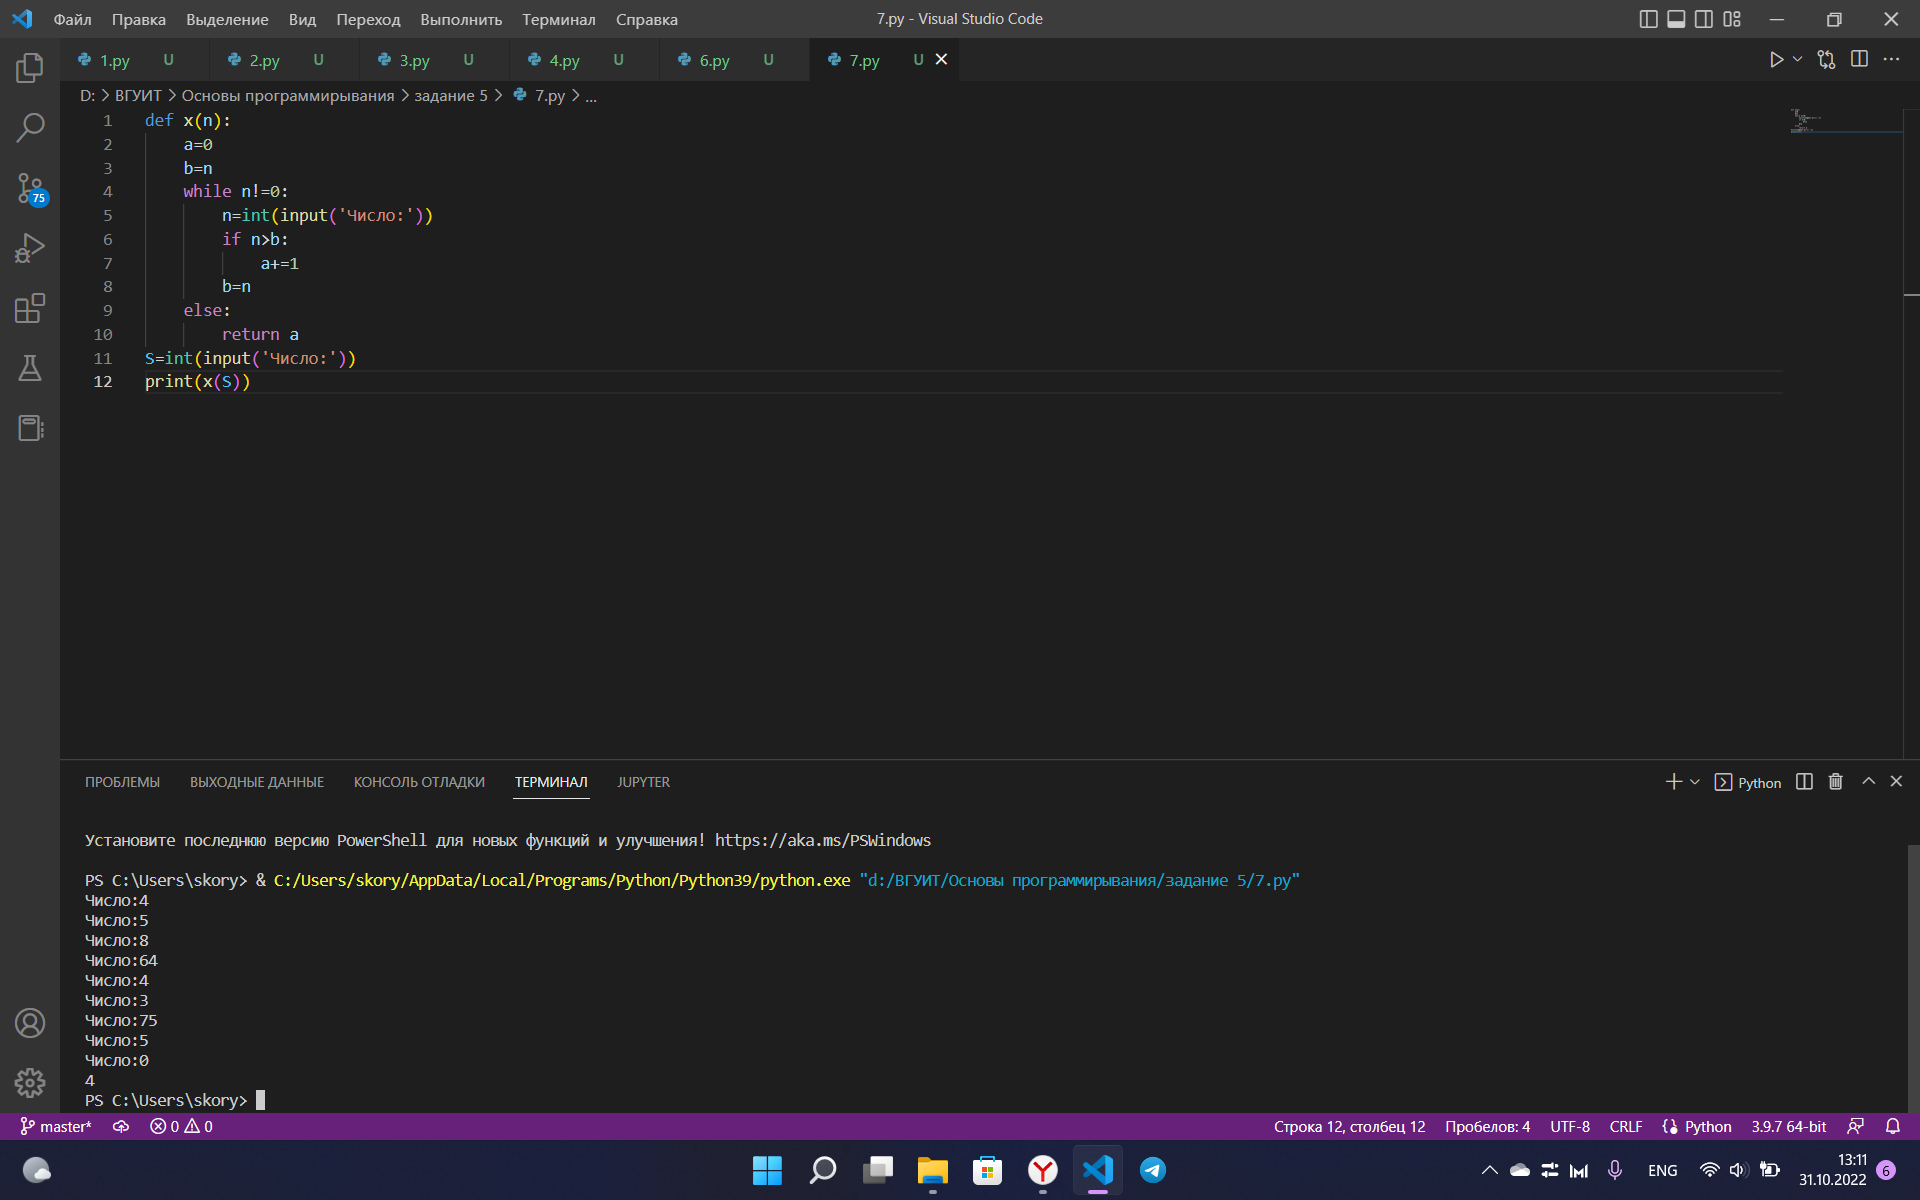 Файл Правка Выделение Вид Переход Выполнить Терминал Справка 7.py - Visual Studio Code
1.py U 2.py U 3.py U 4.py U 6.py U 7.py U
D: > ВГУИТ > Основы программирывания > задание 5 > 7.py > ...
1 def x(n):
2 a=0
3 b=n
4 while n!=0:
5 n=int(input('Число:'))
6 if n>b:
7 a+=1
8 b=n
9 else:
10 return a
11 S=int(input('Число:'))
12 print(x(S))
75
ПРОБЛЕМЫ ВЫХОДНЫЕ ДАННЫЕ КОНСОЛЬ ОТЛАДКИ ТЕРМИНАЛ JUPYTER Python
Установите последнюю версию PowerShell для новых функций и улучшения! https://aka.ms/PSWindows
PS C:\Users\skory> & C:/Users/skory/AppData/Local/Programs/Python/Python39/python.exe "d:/ВГУИТ/Основы программирывания/задание 5/7.py"
Число:4
Число:5
Число:8
Число:64
Число:4
Число:3
Число:75
Число:5
Число:0
4
PS C:\Users\skory>
master* 0 0 Строка 12, столбец 12 Пробелов: 4 UTF-8 CRLF Python 3.9.7 64-bit
ENG 13:11
31.10.2022 6